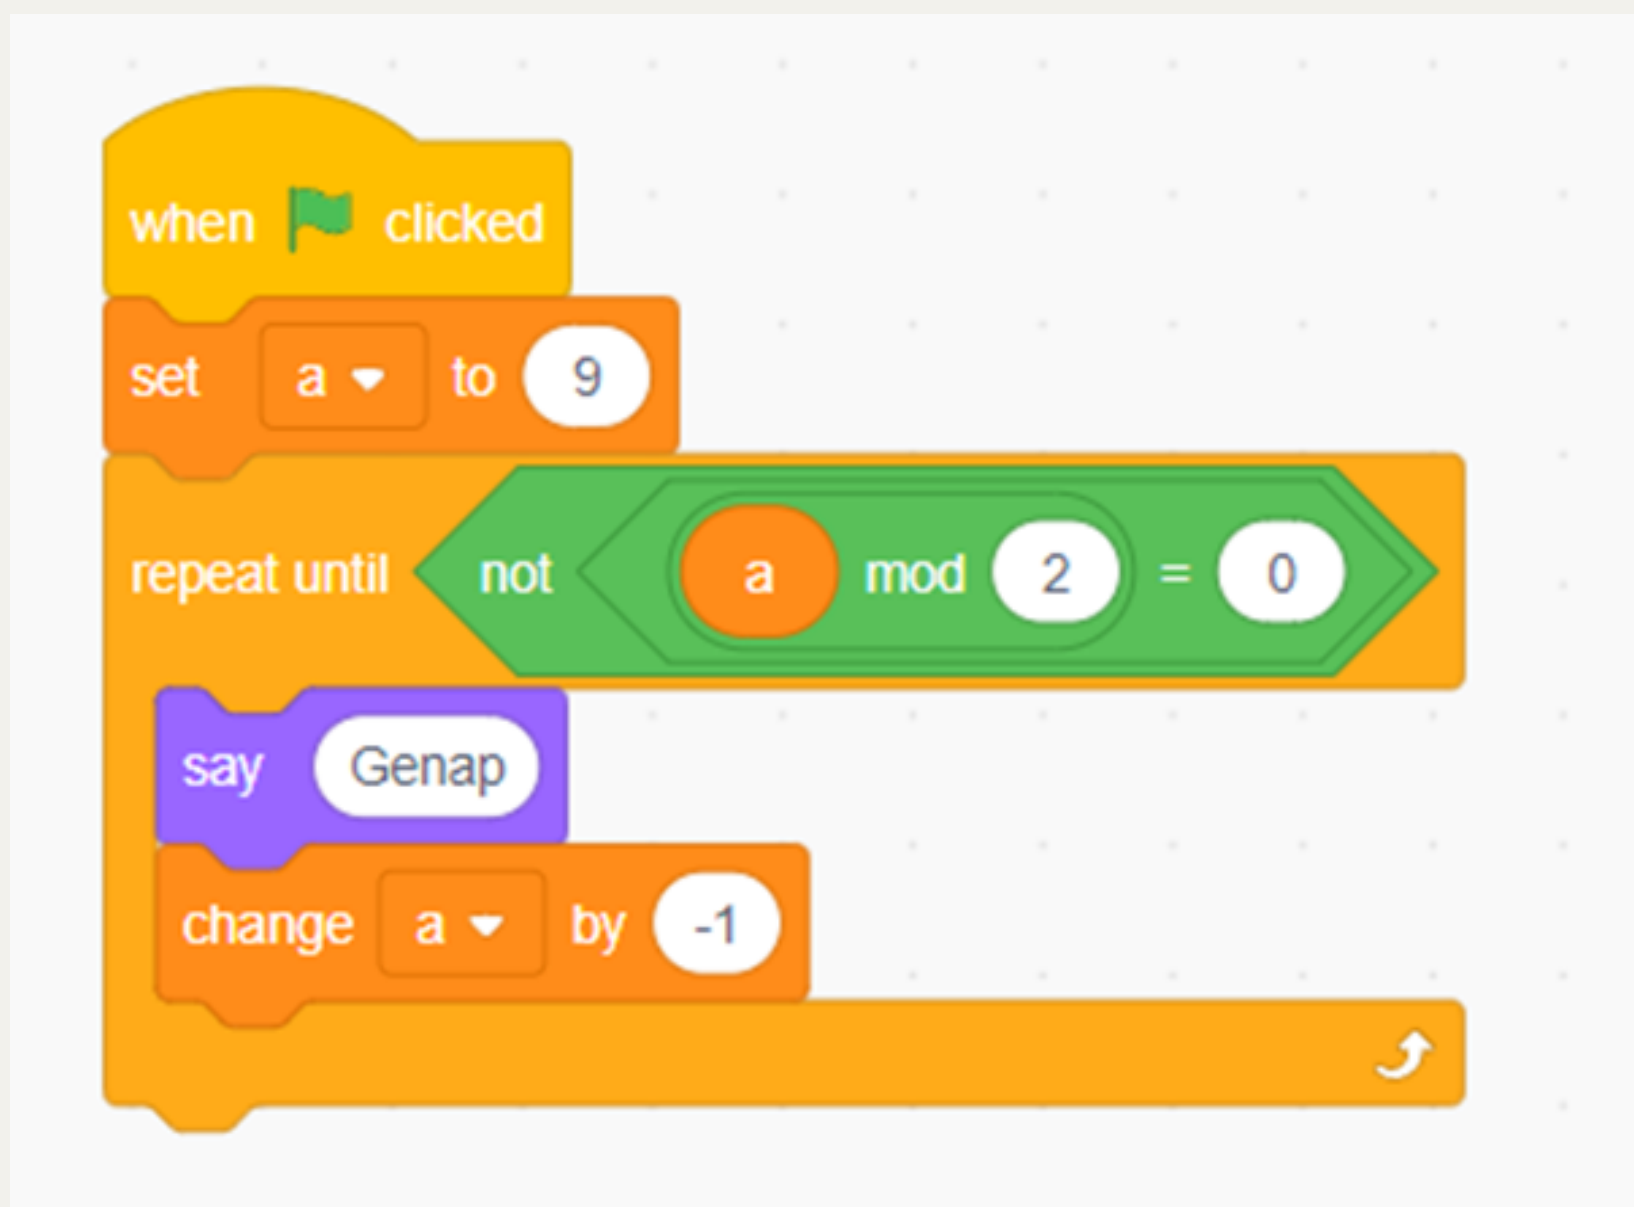 when clicked
set a to 9
repeat until not a mod 2 = 0
say Genap
change a by -1